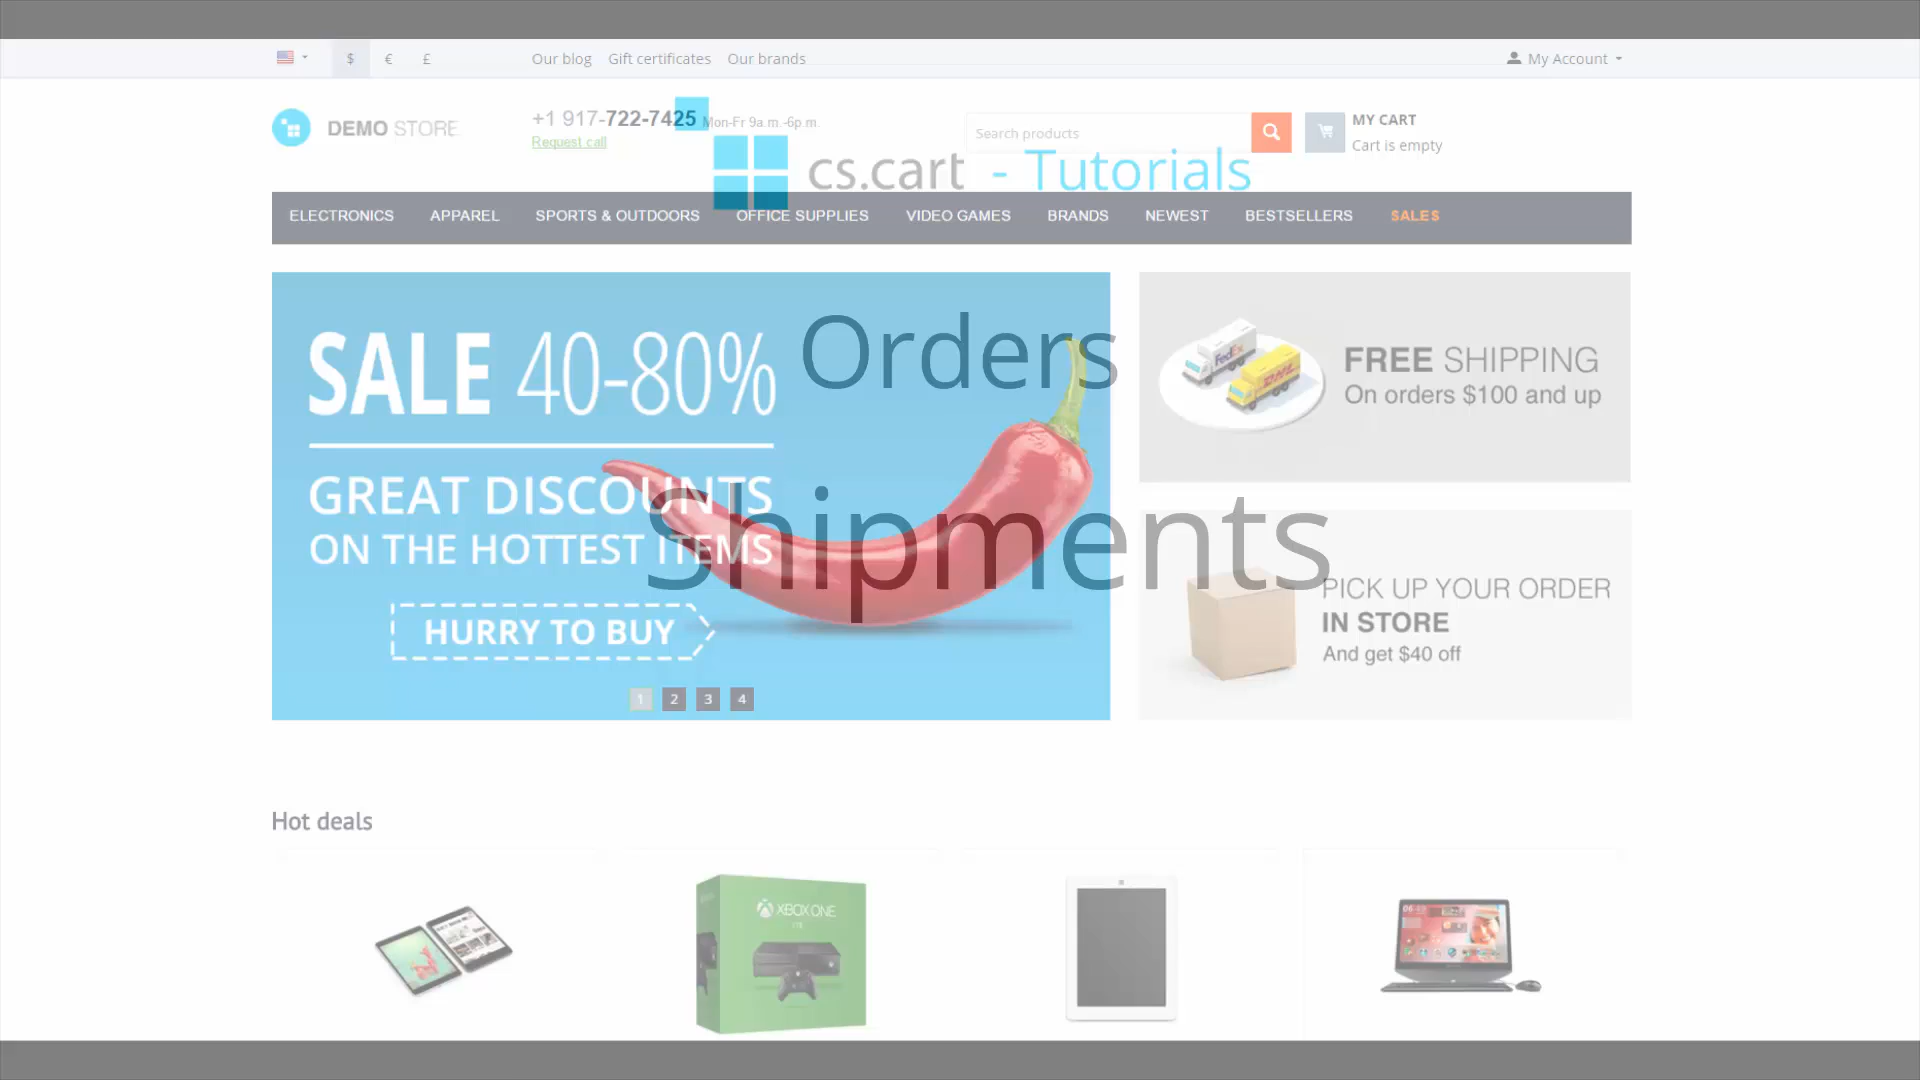 $ € £ Our blog Gift certificates Our brands My Account
DEMO STORE
+1 917-722-7425 Mon-Fr 9a.m.-6p.m.
Request call
Search products
MY CART
Cart is empty
cs.cart - Tutorials
ELECTRONICS APPAREL SPORTS & OUTDOORS OFFICE SUPPLIES VIDEO GAMES BRANDS NEWEST BESTSELLERS SALES
Orders
Shipments
SALE 40-80%
GREAT DISCOUNTS
ON THE HOTTEST ITEMS
HURRY TO BUY
1 2 3 4
FedEx
DHL
FREE SHIPPING
On orders $100 and up
PICK UP YOUR ORDER
IN STORE
And get $40 off
Hot deals
XBOX ONE